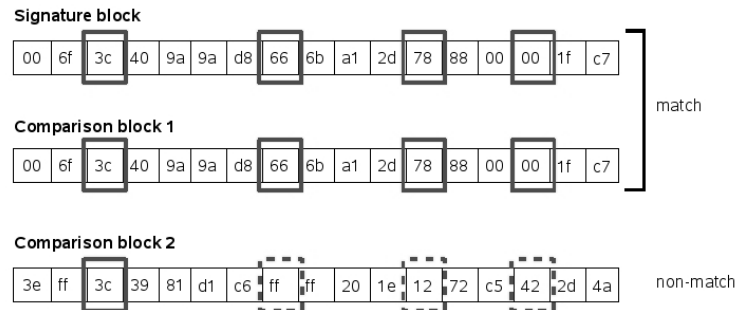 Signature block
00 6f 3c 40 9a 9a d8 66 6b a1 2d 78 88 00 00 1f c7
match
Comparison block 1
00 6f 3c 40 9a 9a d8 66 6b a1 2d 78 88 00 00 1f c7
Comparison block 2
3e ff 3c 39 81 d1 c6 ff ff 20 1e 12 72 c5 42 2d 4a
non-match